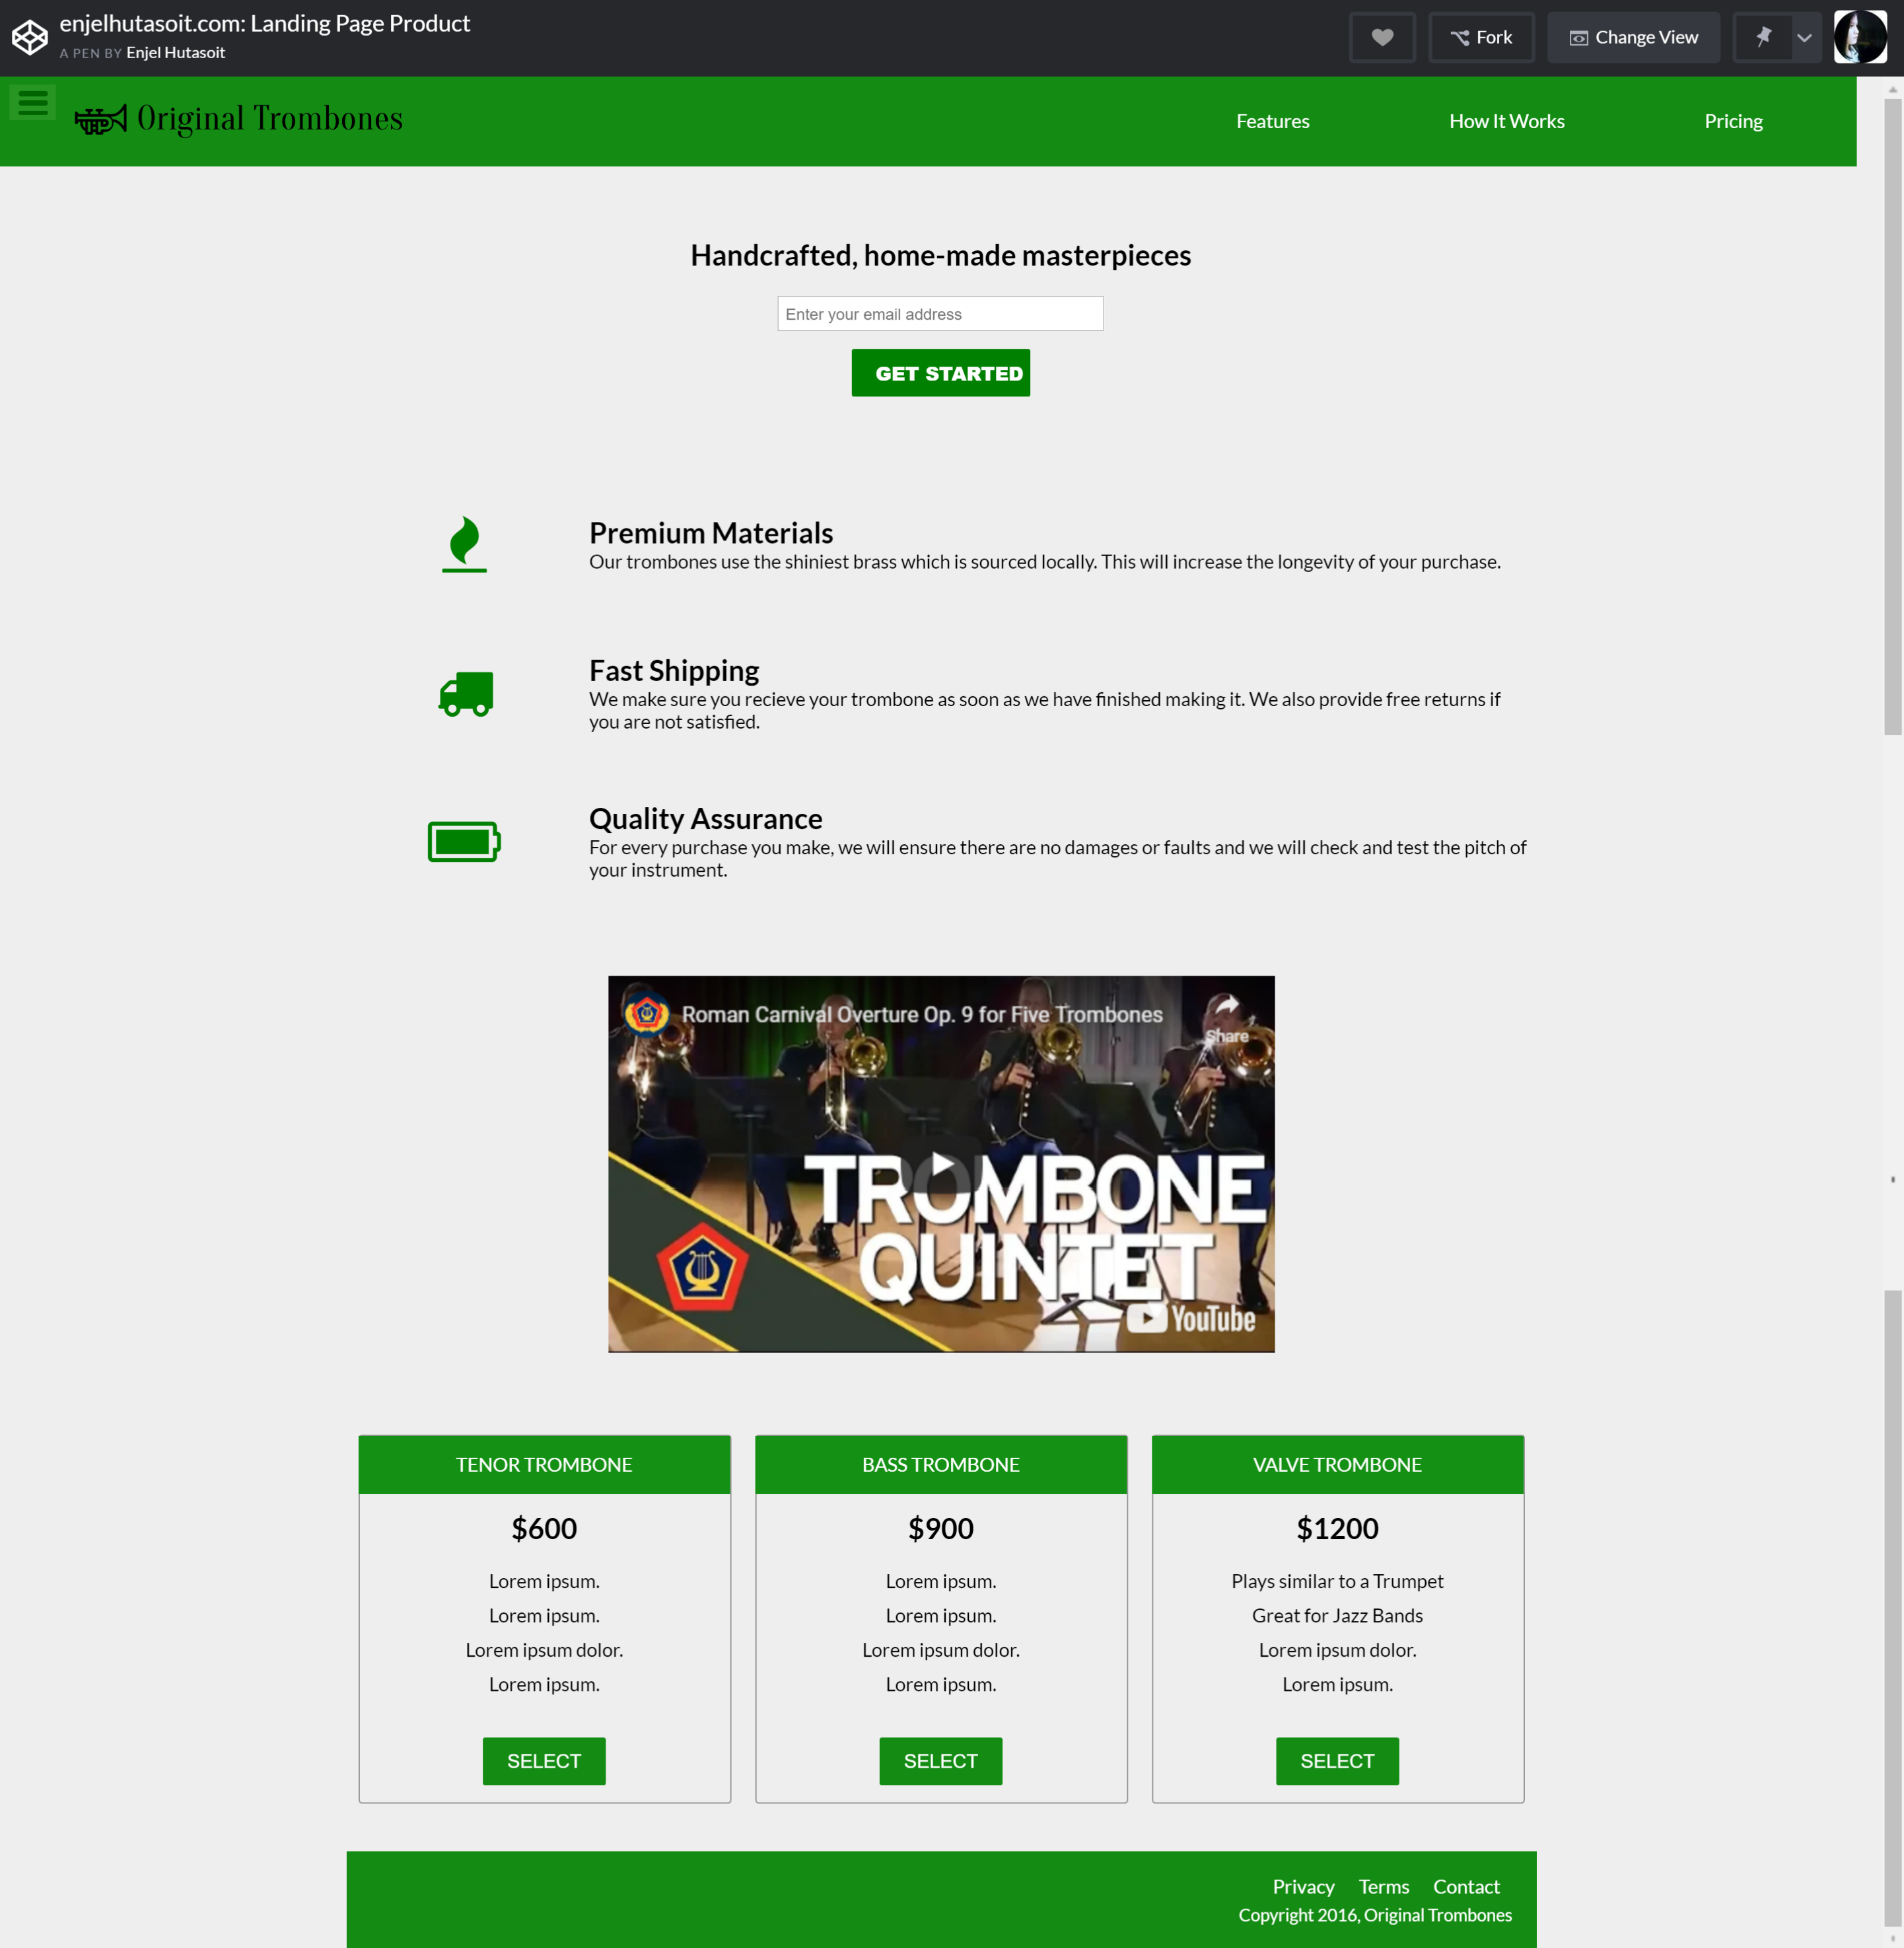 enjelhutasoit.com: Landing Page Product
A PEN BY Enjel Hutasoit
Fork
Change View
Original Trombones
Features
How It Works
Pricing
Handcrafted, home-made masterpieces
Enter your email address
GET STARTED
Premium Materials
Our trombones use the shiniest brass which is sourced locally. This will increase the longevity of your purchase.
Fast Shipping
We make sure you recieve your trombone as soon as we have finished making it. We also provide free returns if
you are not satisfied.
Quality Assurance
For every purchase you make, we will ensure there are no damages or faults and we will check and test the pitch of
your instrument.
Roman Carnival Overture Op. 9 for Five Trombones
Share
TROMBONE
QUINTET
YouTube
TENOR TROMBONE
$600
Lorem ipsum.
Lorem ipsum.
Lorem ipsum dolor.
Lorem ipsum.
SELECT
BASS TROMBONE
$900
Lorem ipsum.
Lorem ipsum.
Lorem ipsum dolor.
Lorem ipsum.
SELECT
VALVE TROMBONE
$1200
Plays similar to a Trumpet
Great for Jazz Bands
Lorem ipsum dolor.
Lorem ipsum.
SELECT
Privacy Terms Contact
Copyright 2016, Original Trombones